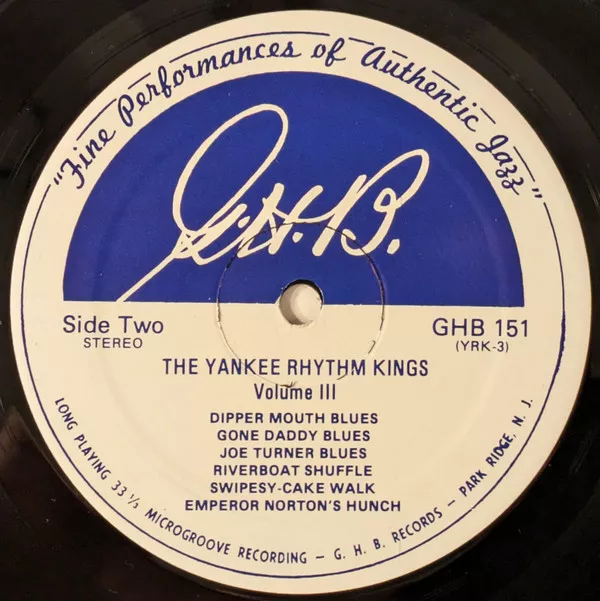 "Fine Performances of Authentic Jazz"
G.H.B.
Side Two
STEREO
GHB 151
(YRK-3)
THE YANKEE RHYTHM KINGS
Volume III
DIPPER MOUTH BLUES
GONE DADDY BLUES
JOE TURNER BLUES
RIVERBOAT SHUFFLE
SWIPESY-CAKE WALK
EMPEROR NORTON'S HUNCH
LONG PLAYING 33 ⅓ MICROGROOVE RECORDING – G. H. B. RECORDS – PARK RIDGE, N. J.